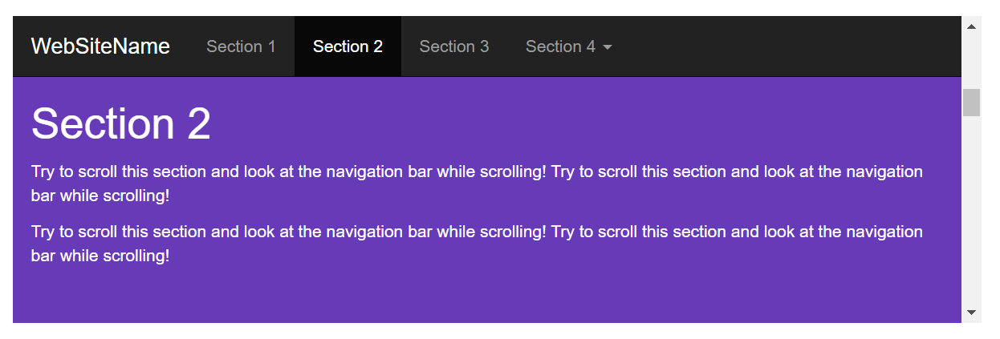 WebSiteName Section 1 Section 2 Section 3 Section 4
Section 2
Try to scroll this section and look at the navigation bar while scrolling! Try to scroll this section and look at the navigation
bar while scrolling!
Try to scroll this section and look at the navigation bar while scrolling! Try to scroll this section and look at the navigation
bar while scrolling!